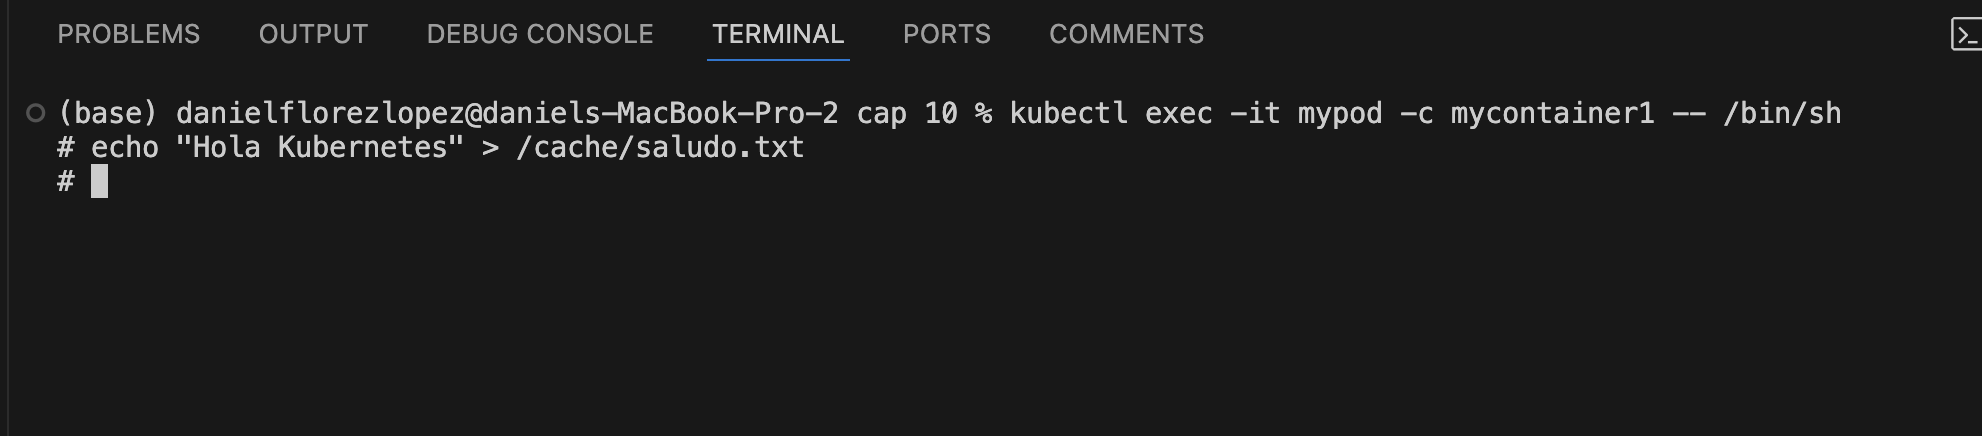 PROBLEMS OUTPUT DEBUG CONSOLE TERMINAL PORTS COMMENTS
(base) danielflorezlopez@daniels-MacBook-Pro-2 cap 10 % kubectl exec -it mypod -c mycontainer1 -- /bin/sh
# echo "Hola Kubernetes" > /cache/saludo.txt
#